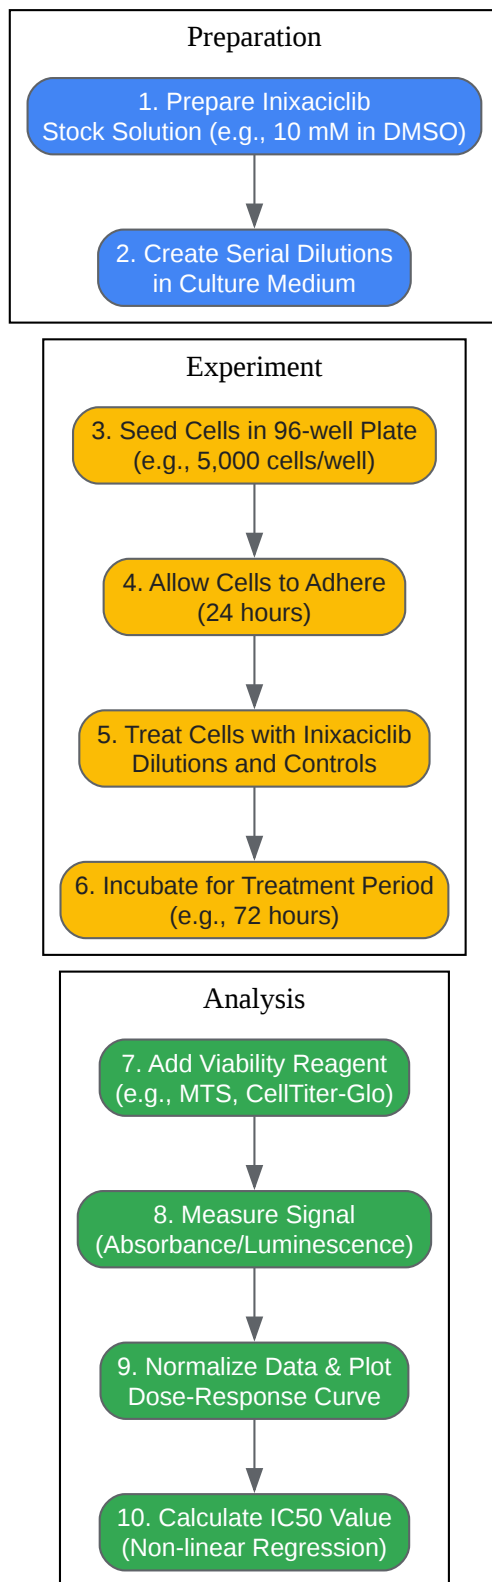 Preparation
1. Prepare Inixaciclib
Stock Solution (e.g., 10 mM in DMSO)
2. Create Serial Dilutions
in Culture Medium
Experiment
3. Seed Cells in 96-well Plate
(e.g., 5,000 cells/well)
4. Allow Cells to Adhere
(24 hours)
5. Treat Cells with Inixaciclib
Dilutions and Controls
6. Incubate for Treatment Period
(e.g., 72 hours)
Analysis
7. Add Viability Reagent
(e.g., MTS, CellTiter-Glo)
8. Measure Signal
(Absorbance/Luminescence)
9. Normalize Data & Plot
Dose-Response Curve
10. Calculate IC50 Value
(Non-linear Regression)